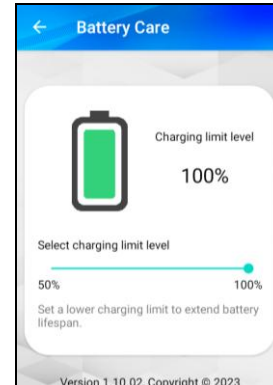 Battery Care
Charging limit level
100%
Select charging limit level
50% 100%
Set a lower charging limit to extend battery
lifespan.
Version 1.10.02, Copyright © 2023